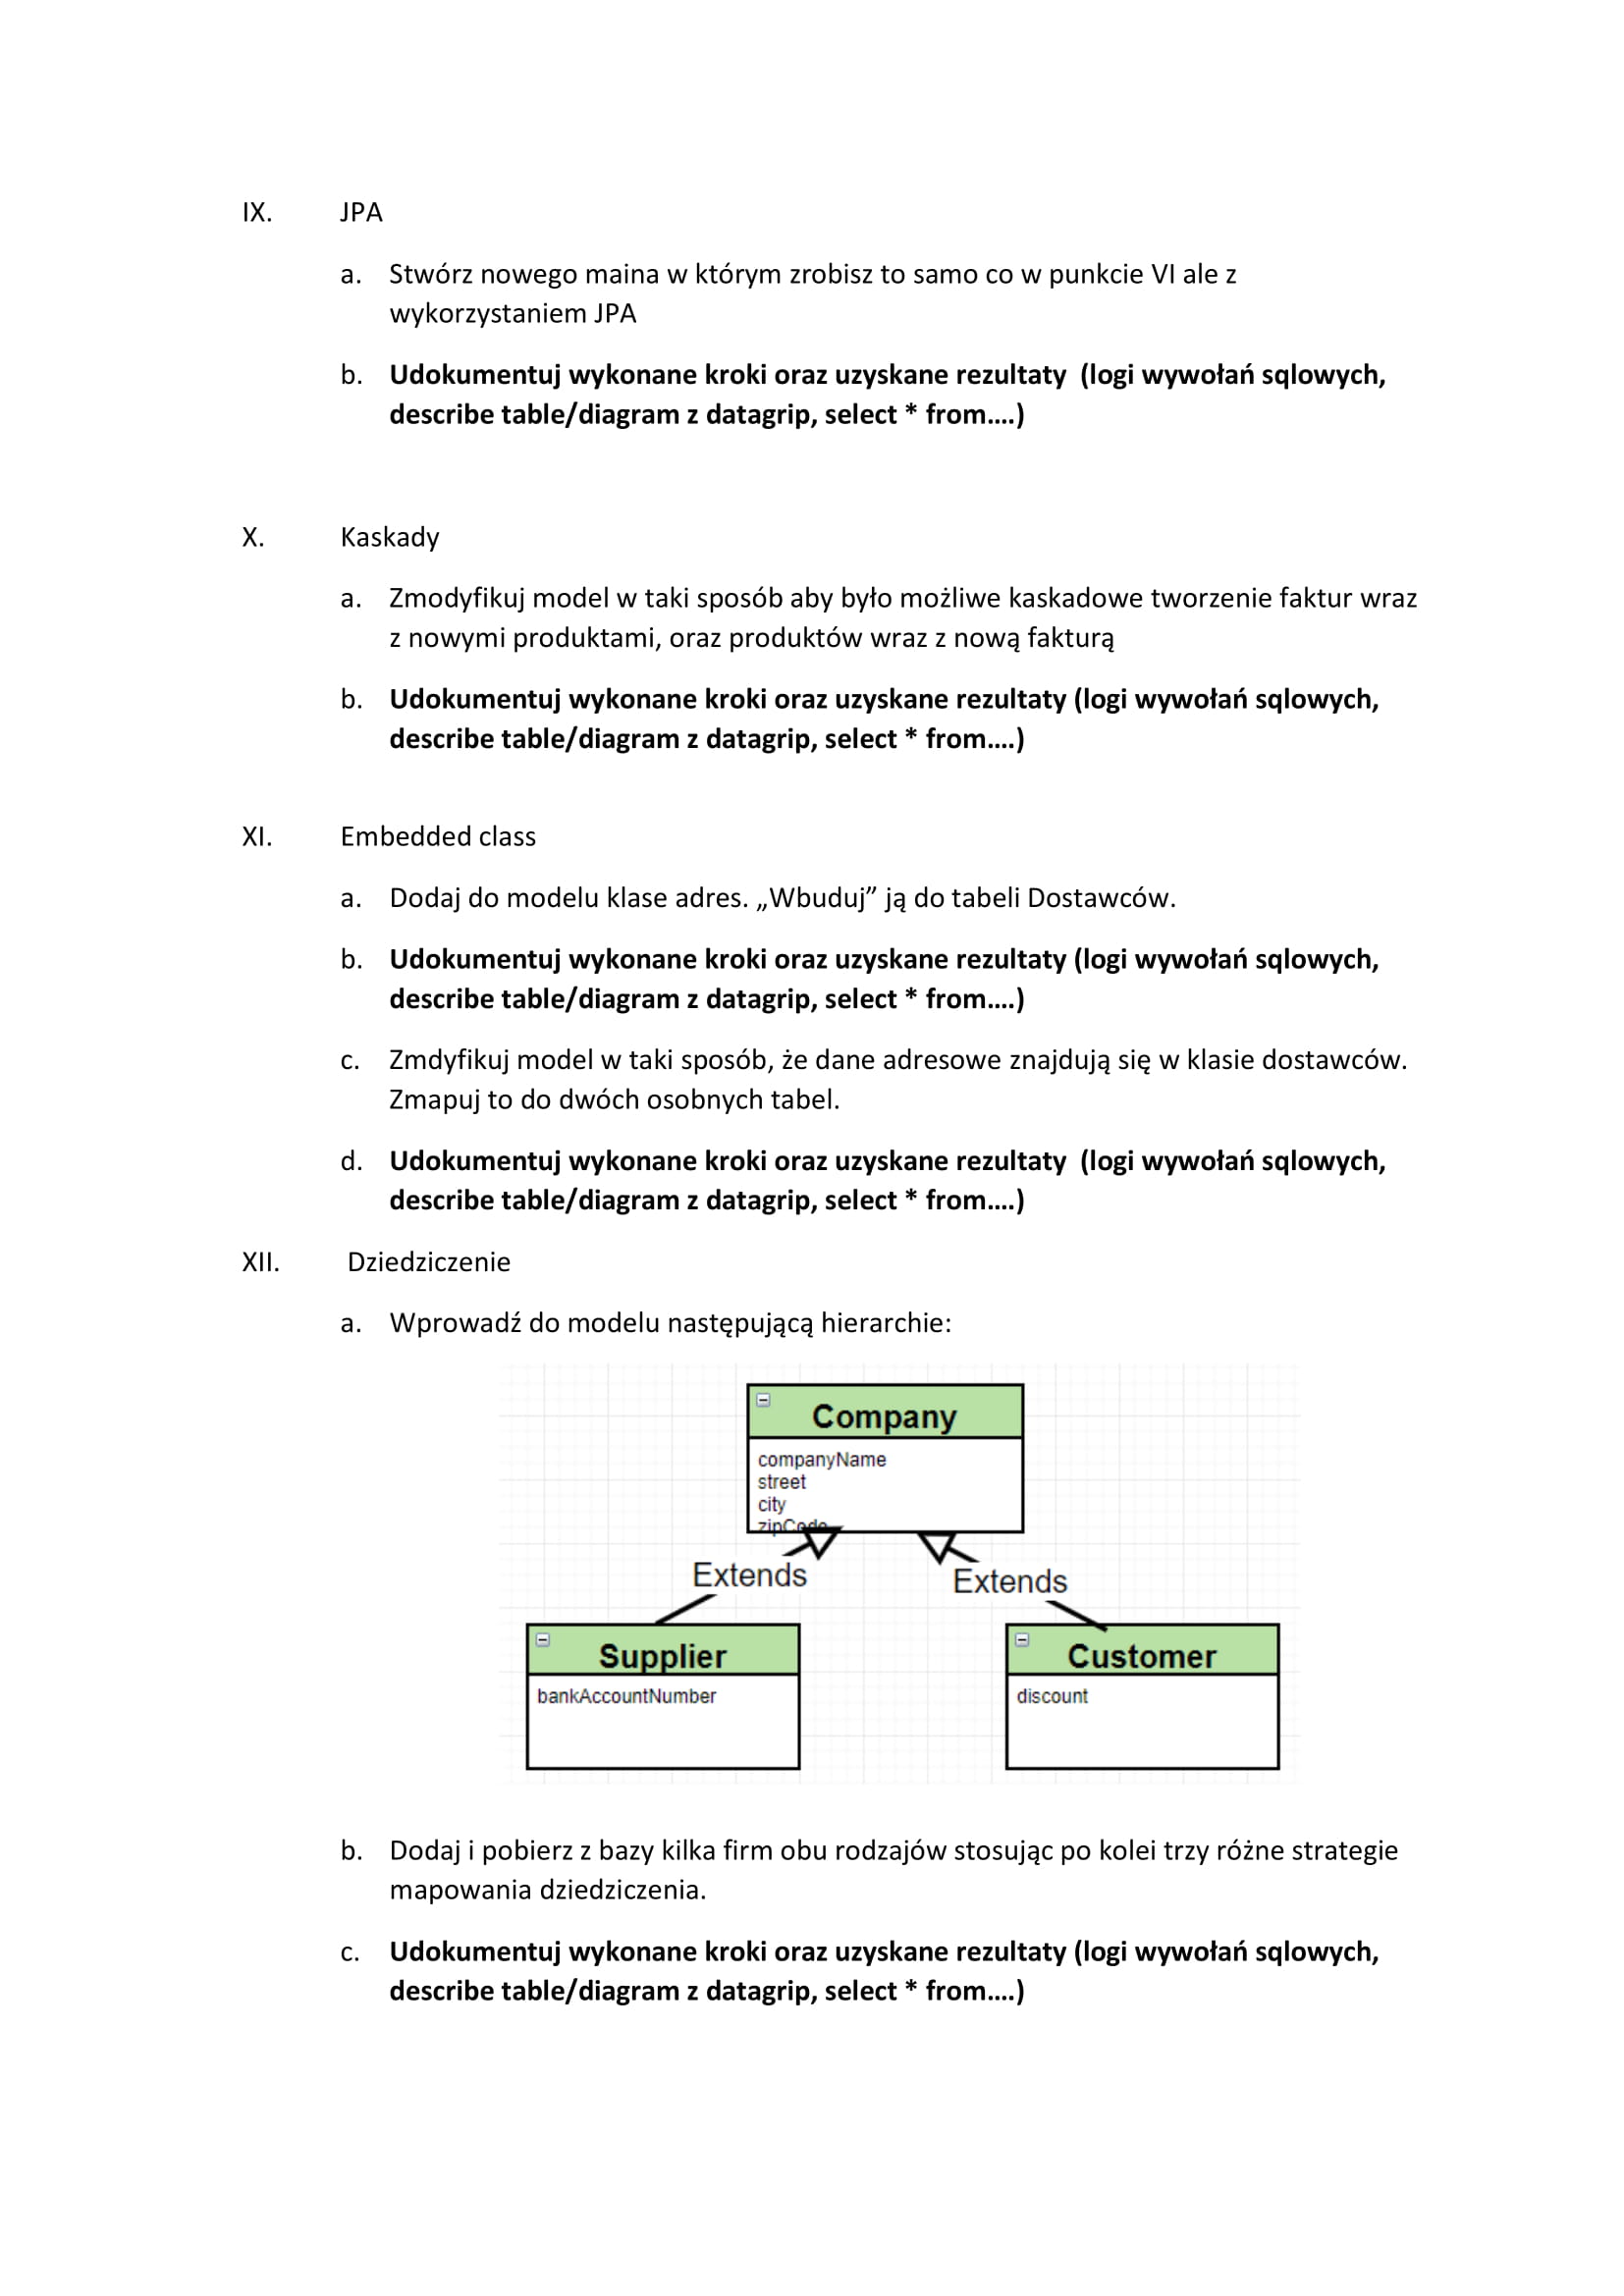 IX. JPA
a. Stwórz nowego maina w którym zrobisz to samo co w punkcie VI ale z
wykorzystaniem JPA
b. Udokumentuj wykonane kroki oraz uzyskane rezultaty  (logi wywołań sqlowych,
describe table/diagram z datagrip, select * from….)
X. Kaskady
a. Zmodyfikuj model w taki sposób aby było możliwe kaskadowe tworzenie faktur wraz
z nowymi produktami, oraz produktów wraz z nową fakturą
b. Udokumentuj wykonane kroki oraz uzyskane rezultaty (logi wywołań sqlowych,
describe table/diagram z datagrip, select * from….)
XI. Embedded class
a. Dodaj do modelu klase adres. „Wbuduj” ją do tabeli Dostawców.
b. Udokumentuj wykonane kroki oraz uzyskane rezultaty (logi wywołań sqlowych,
describe table/diagram z datagrip, select * from….)
c. Zmdyfikuj model w taki sposób, że dane adresowe znajdują się w klasie dostawców.
Zmapuj to do dwóch osobnych tabel.
d. Udokumentuj wykonane kroki oraz uzyskane rezultaty  (logi wywołań sqlowych,
describe table/diagram z datagrip, select * from….)
XII. Dziedziczenie
a. Wprowadź do modelu następującą hierarchie:
Company
companyName
street
city
zipCode
Extends
Extends
Supplier
bankAccountNumber
Customer
discount
b. Dodaj i pobierz z bazy kilka firm obu rodzajów stosując po kolei trzy różne strategie
mapowania dziedziczenia.
c. Udokumentuj wykonane kroki oraz uzyskane rezultaty (logi wywołań sqlowych,
describe table/diagram z datagrip, select * from….)